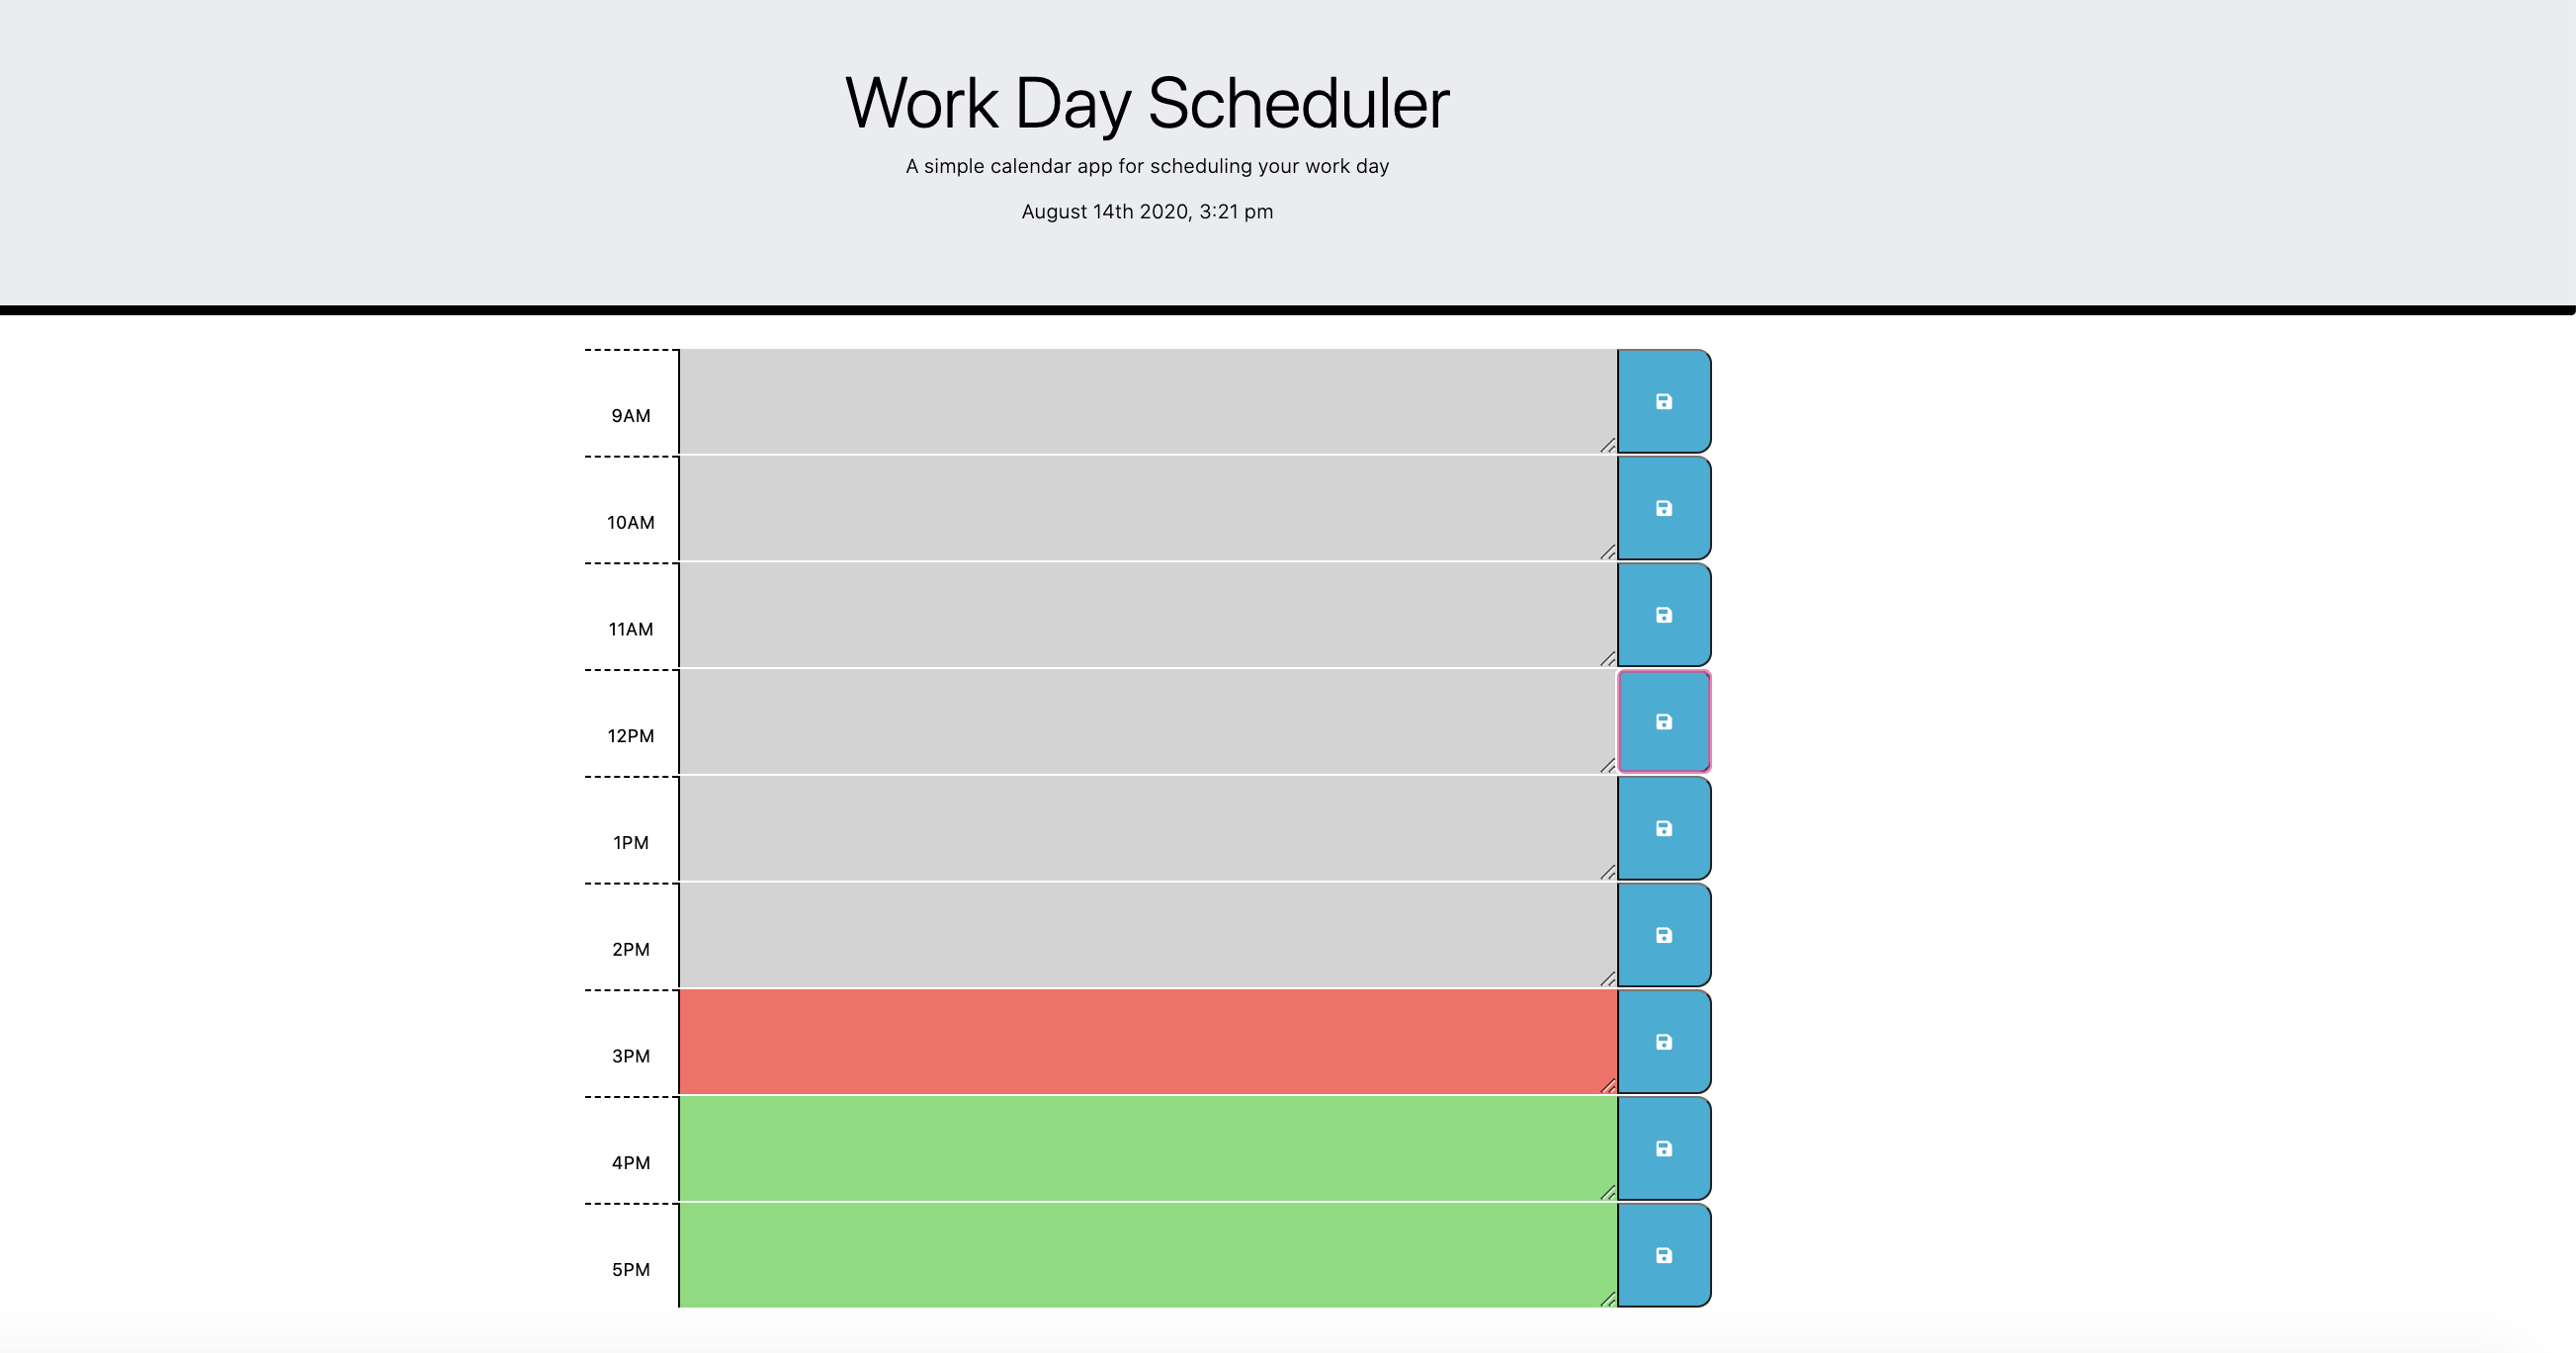 Work Day Scheduler
A simple calendar app for scheduling your work day
August 14th 2020, 3:21 pm
9AM
10AM
11AM
12PM
1PM
2PM
3PM
4PM
5PM